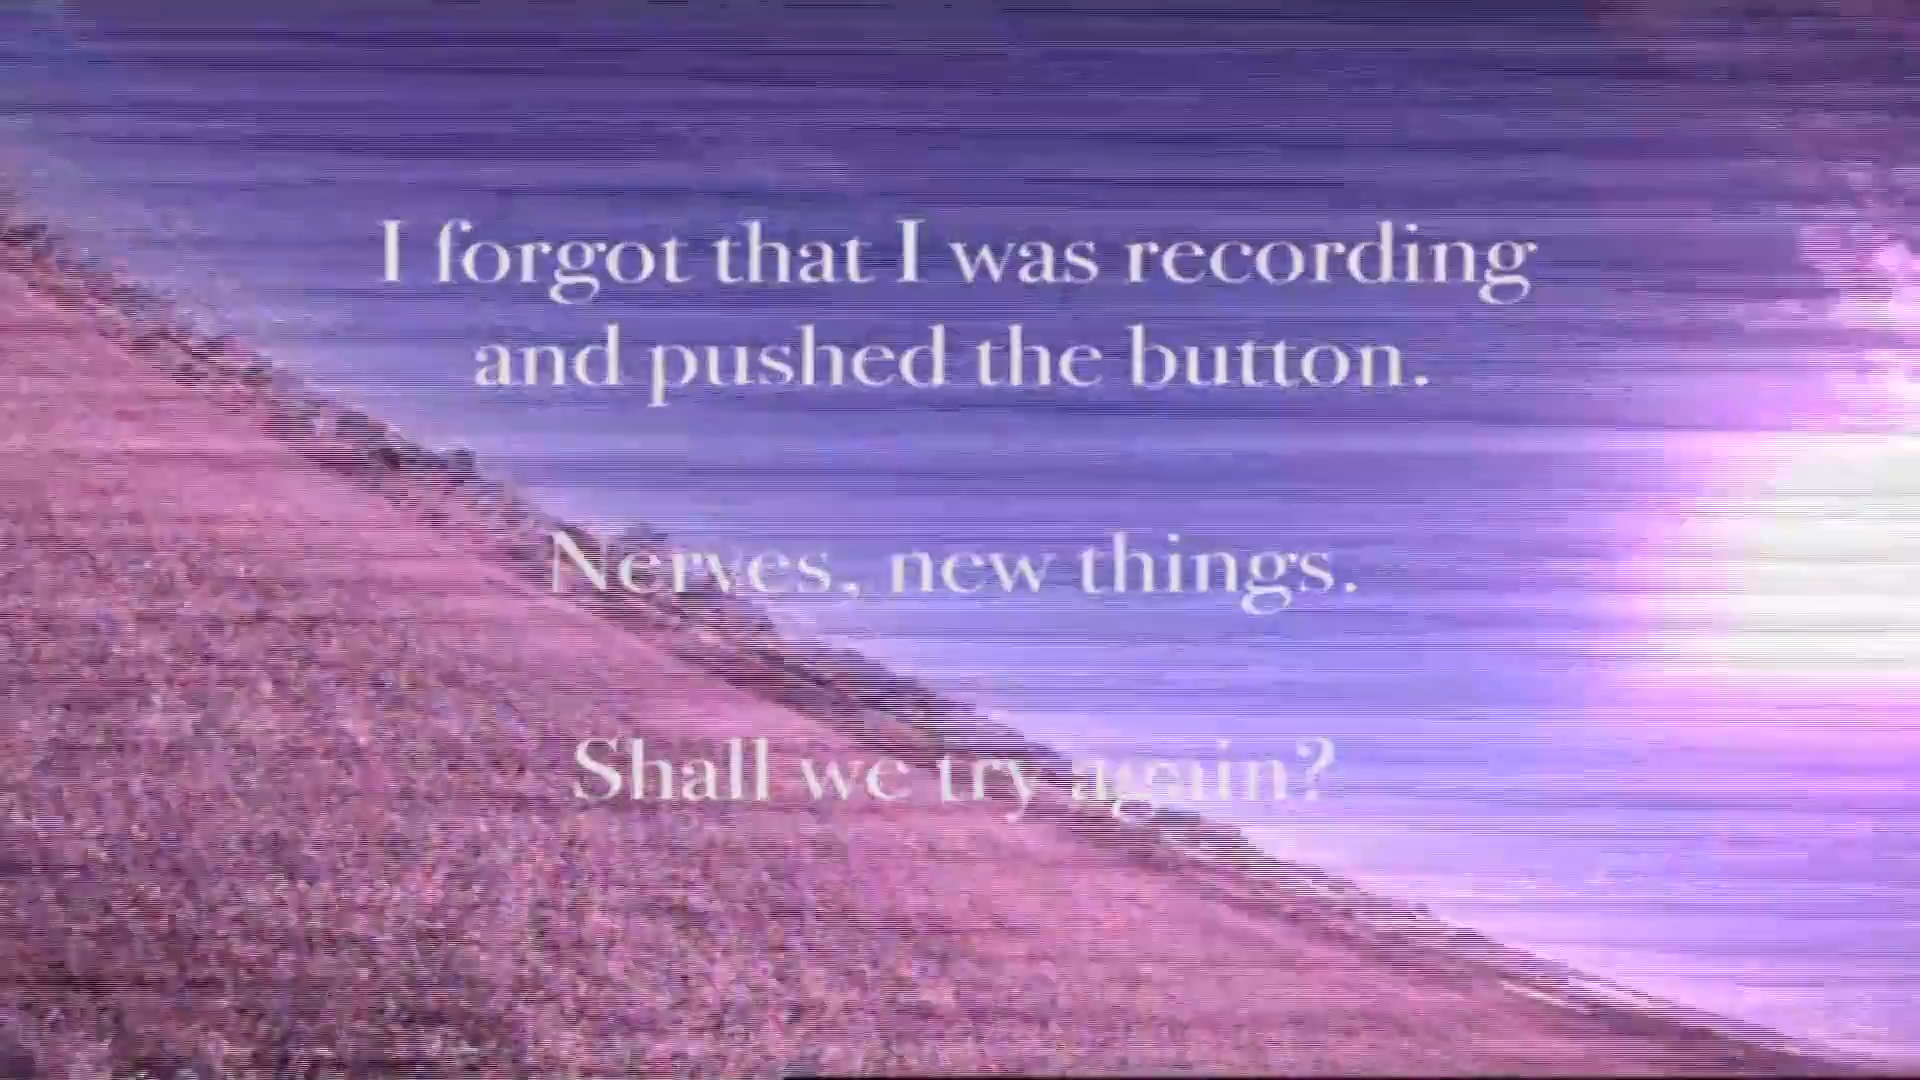 I forgot that I was recording
and pushed the button.
Nerves, new things.
Shall we try again?